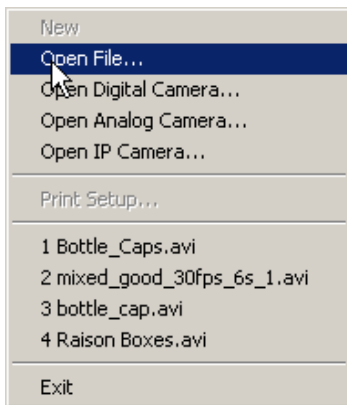 New
Open File...
Open Digital Camera...
Open Analog Camera...
Open IP Camera...
Print Setup...
1 Bottle_Caps.avi
2 mixed_good_30fps_6s_1.avi
3 bottle_cap.avi
4 Raison Boxes.avi
Exit